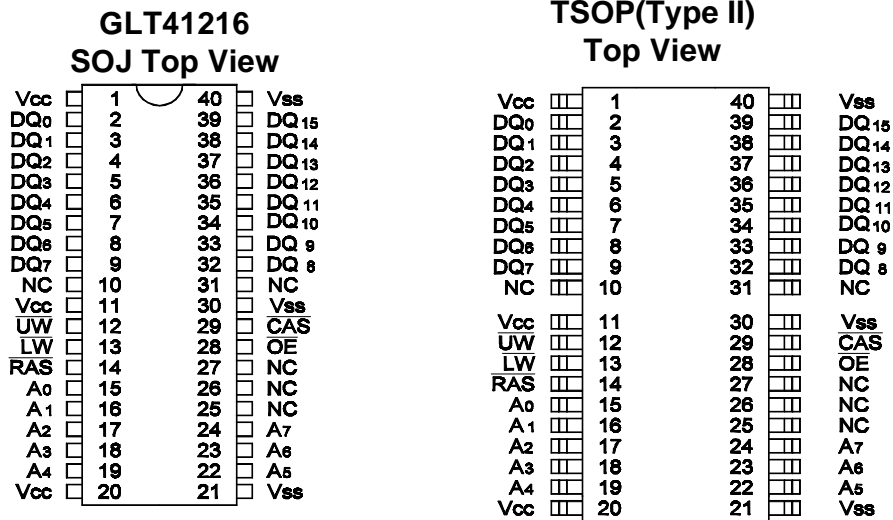 GLT41216
SOJ Top View
Vcc 1 40 Vss
DQ0 2 39 DQ15
DQ1 3 38 DQ14
DQ2 4 37 DQ13
DQ3 5 36 DQ12
DQ4 6 35 DQ11
DQ5 7 34 DQ10
DQ6 8 33 DQ 9
DQ7 9 32 DQ 8
NC 10 31 NC
Vcc 11 30 Vss
UW 12 29 CAS
LW 13 28 OE
RAS 14 27 NC
A0 15 26 NC
A1 16 25 NC
A2 17 24 A7
A3 18 23 A6
A4 19 22 A5
Vcc 20 21 Vss
TSOP(Type II)
Top View
Vcc 1 40 Vss
DQ0 2 39 DQ15
DQ1 3 38 DQ14
DQ2 4 37 DQ13
DQ3 5 36 DQ12
DQ4 6 35 DQ11
DQ5 7 34 DQ10
DQ6 8 33 DQ 9
DQ7 9 32 DQ 8
NC 10 31 NC
Vcc 11 30 Vss
UW 12 29 CAS
LW 13 28 OE
RAS 14 27 NC
A0 15 26 NC
A1 16 25 NC
A2 17 24 A7
A3 18 23 A6
A4 19 22 A5
Vcc 20 21 Vss